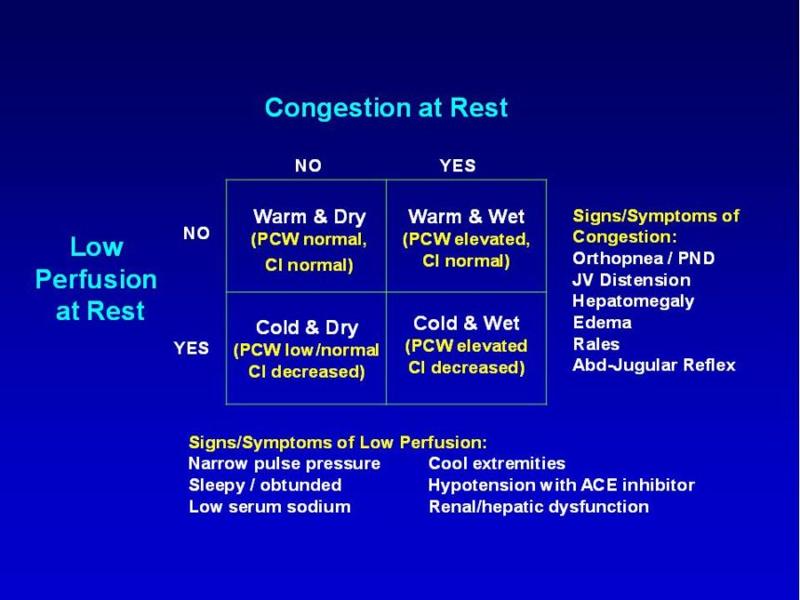 Congestion at Rest
NO YES
Low
Perfusion
at Rest
NO
Warm & Dry
(PCW normal,
CI normal)
Warm & Wet
(PCW elevated,
CI normal)
YES
Cold & Dry
(PCW low/normal
CI decreased)
Cold & Wet
(PCW elevated
CI decreased)
Signs/Symptoms of
Congestion:
Orthopnea / PND
JV Distension
Hepatomegaly
Edema
Rales
Abd-Jugular Reflex
Signs/Symptoms of Low Perfusion:
Narrow pulse pressure Cool extremities
Sleepy / obtunded Hypotension with ACE inhibitor
Low serum sodium Renal/hepatic dysfunction